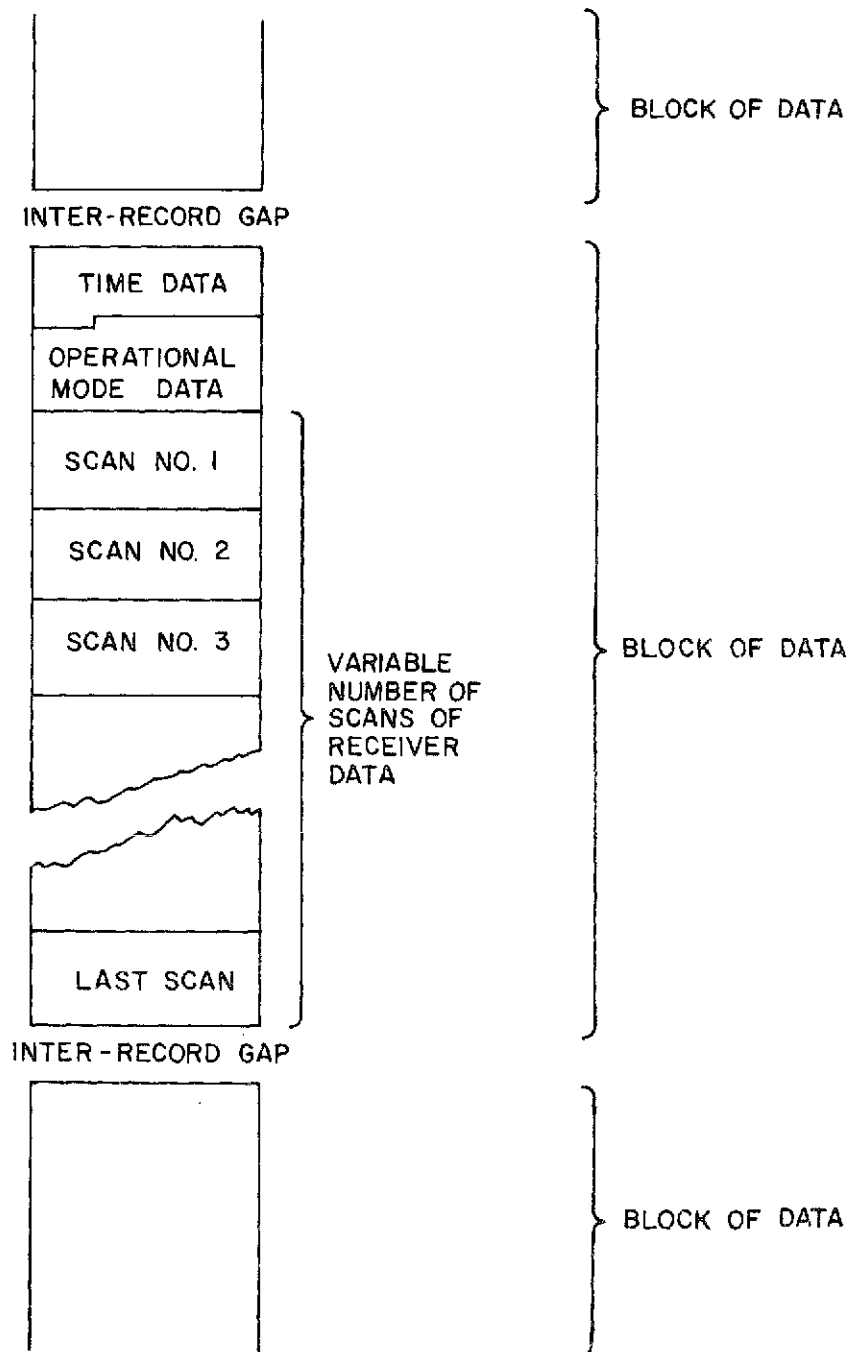 BLOCK OF DATA
INTER-RECORD GAP
TIME DATA
OPERATIONAL
MODE DATA
SCAN NO. 1
SCAN NO. 2
SCAN NO. 3
VARIABLE
NUMBER OF
SCANS OF
RECEIVER
DATA
BLOCK OF DATA
LAST SCAN
INTER-RECORD GAP
BLOCK OF DATA